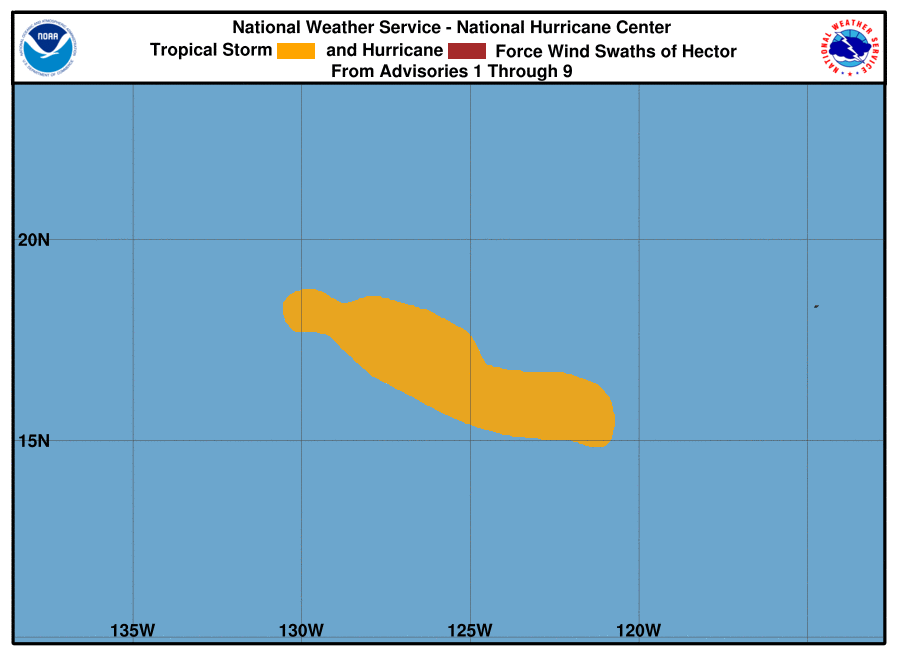 National Weather Service - National Hurricane Center
Tropical Storm and Hurricane Force Wind Swaths of Hector
From Advisories 1 Through 9
NOAA
NATIONAL WEATHER SERVICE
20N
15N
135W 130W 125W 120W